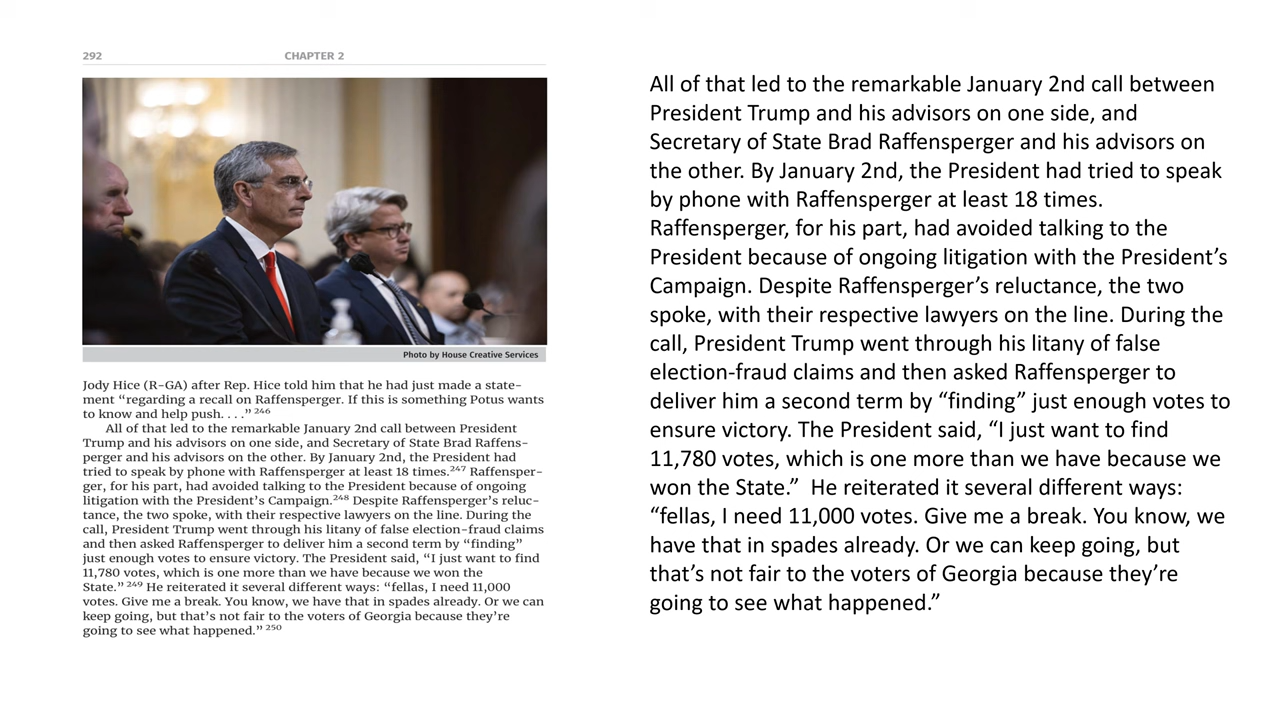 292
CHAPTER 2
Photo by House Creative Services
Jody Hice (R-GA) after Rep. Hice told him that he had just made a state-
ment “regarding a recall on Raffensperger. If this is something Potus wants
to know and help push. . . .” 246
All of that led to the remarkable January 2nd call between President
Trump and his advisors on one side, and Secretary of State Brad Raffens-
perger and his advisors on the other. By January 2nd, the President had
tried to speak by phone with Raffensperger at least 18 times.247 Raffensper-
ger, for his part, had avoided talking to the President because of ongoing
litigation with the President’s Campaign.248 Despite Raffensperger’s reluc-
tance, the two spoke, with their respective lawyers on the line. During the
call, President Trump went through his litany of false election-fraud claims
and then asked Raffensperger to deliver him a second term by “finding”
just enough votes to ensure victory. The President said, “I just want to find
11,780 votes, which is one more than we have because we won the
State.” 249 He reiterated it several different ways: “fellas, I need 11,000
votes. Give me a break. You know, we have that in spades already. Or we can
keep going, but that’s not fair to the voters of Georgia because they’re
going to see what happened.” 250
All of that led to the remarkable January 2nd call between
President Trump and his advisors on one side, and
Secretary of State Brad Raffensperger and his advisors on
the other. By January 2nd, the President had tried to speak
by phone with Raffensperger at least 18 times.
Raffensperger, for his part, had avoided talking to the
President because of ongoing litigation with the President’s
Campaign. Despite Raffensperger’s reluctance, the two
spoke, with their respective lawyers on the line. During the
call, President Trump went through his litany of false
election-fraud claims and then asked Raffensperger to
deliver him a second term by “finding” just enough votes to
ensure victory. The President said, “I just want to find
11,780 votes, which is one more than we have because we
won the State.”  He reiterated it several different ways:
“fellas, I need 11,000 votes. Give me a break. You know, we
have that in spades already. Or we can keep going, but
that’s not fair to the voters of Georgia because they’re
going to see what happened.”